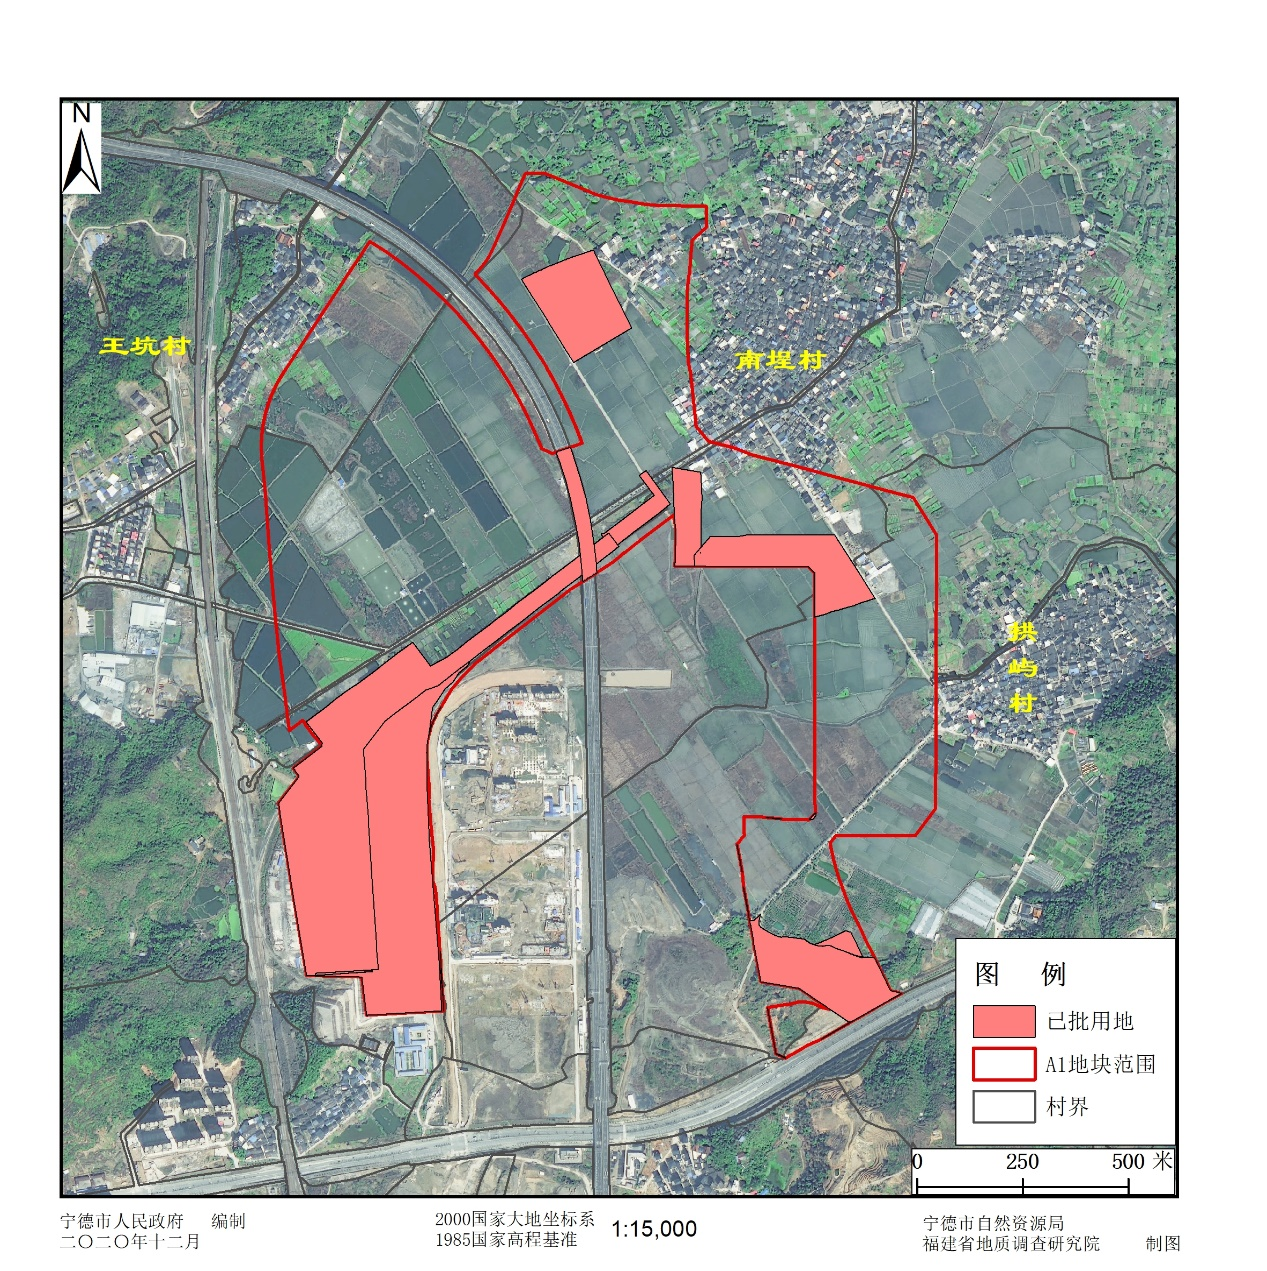 N
王坑村
南埕村
拱屿村
图 例
已批用地
A1地块范围
村界
0 250 500 米
宁德市人民政府 编制
二〇二〇年十二月
2000国家大地坐标系
1985国家高程基准
1:15,000
宁德市自然资源局
福建省地质调查研究院 制图